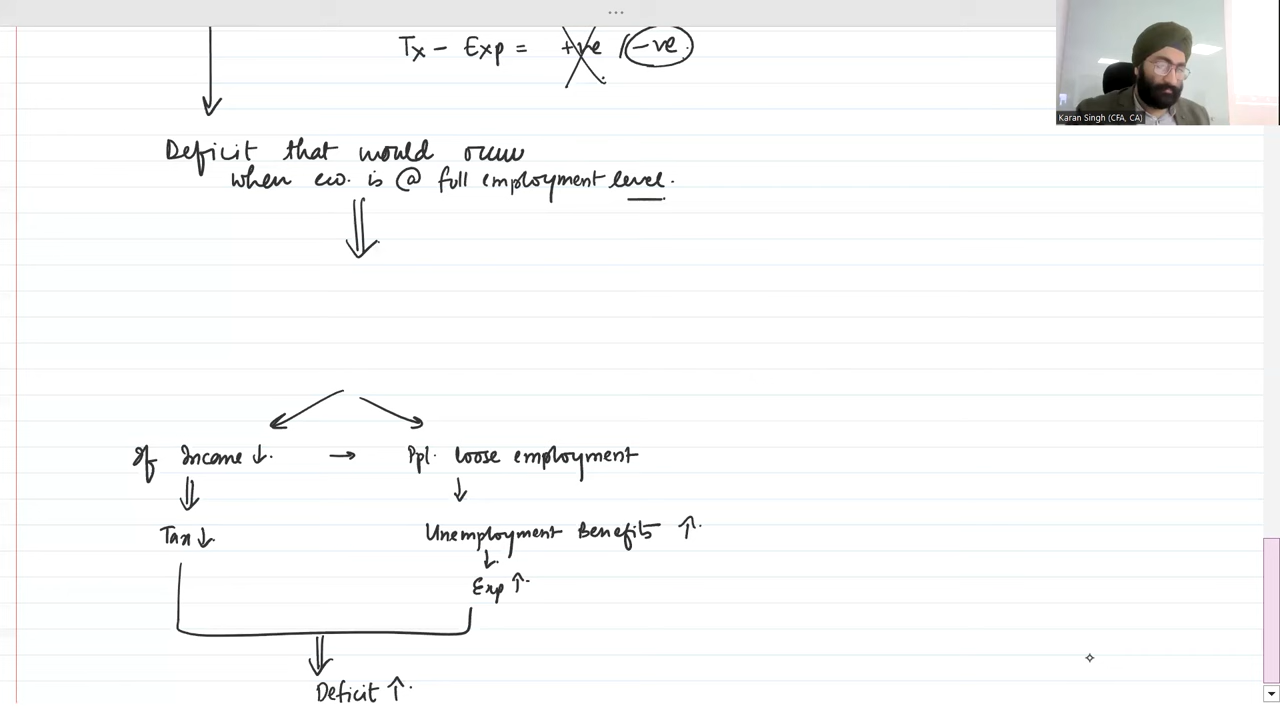 Tx - Exp = +ve / -ve
Karan Singh (CFA, CA)
Deficit that would occur
when eco. is @ full employment level.
If Income ↓. → Ppl. loose employment
Tax ↓. Unemployment Benefits ↑.
Exp ↑.
Deficit ↑.